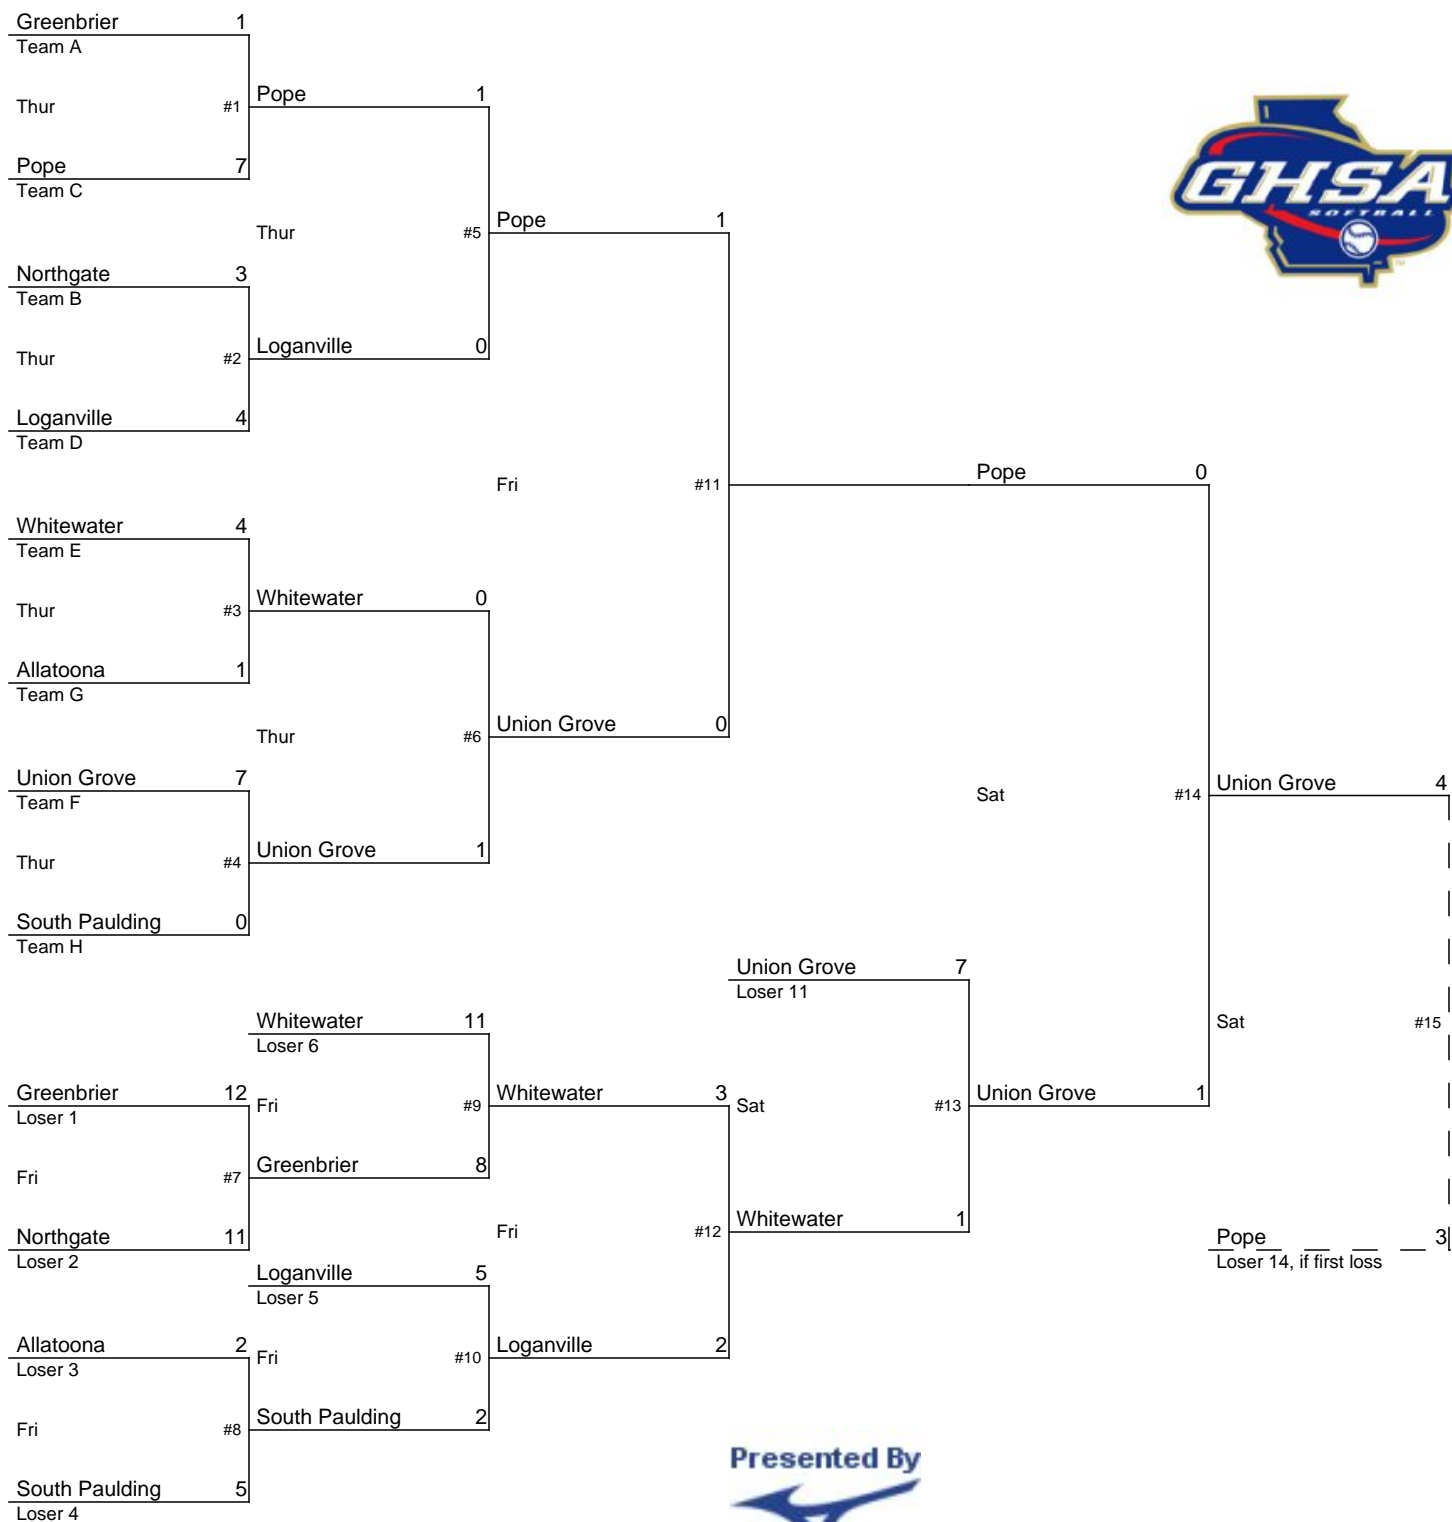 Greenbrier 1
Team A
Thur #1
Pope 1
Pope 7
Team C
Thur #5
Pope 1
Northgate 3
Team B
Thur #2
Loganville 0
Loganville 4
Team D
Fri #11
Pope 0
Whitewater 4
Team E
Thur #3
Whitewater 0
Allatoona 1
Team G
Thur #6
Union Grove 0
Union Grove 7
Team F
Thur #4
Union Grove 1
South Paulding 0
Team H
Sat #14
Union Grove 4
Union Grove 7
Loser 11
Whitewater 11
Loser 6
Sat #15
Greenbrier 12
Loser 1
Fri #9
Whitewater 3
Sat #13
Union Grove 1
Fri #7
Greenbrier 8
Northgate 11
Loser 2
Fri #12
Whitewater 1
Pope 3
Loser 14, if first loss
Loganville 5
Loser 5
Allatoona 2
Loser 3
Fri #10
Loganville 2
Fri #8
South Paulding 2
South Paulding 5
Loser 4
GHSA
SOFTBALL
TM
Presented By